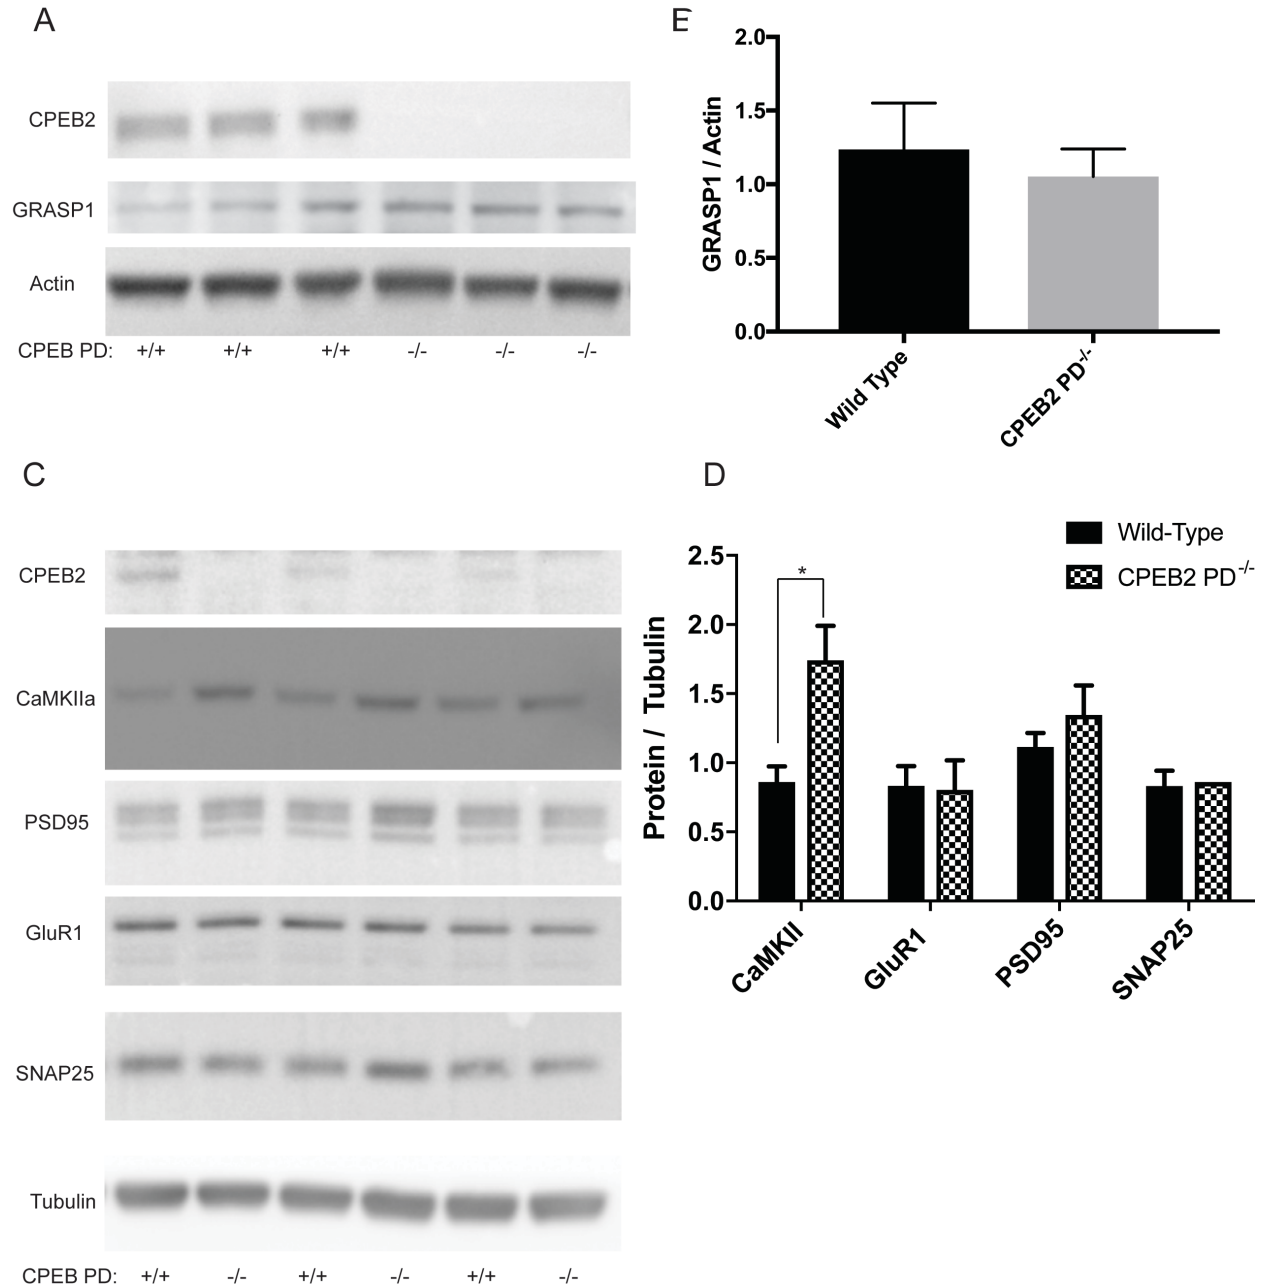 A
CPEB2
GRASP1
Actin
CPEB PD: +/+ +/+ +/+ -/- -/- -/-
E
2.0
1.5
1.0
0.5
0.0
GRASP1 / Actin
Wild Type
CPEB2 PD-/-
C
CPEB2
CaMKIIa
PSD95
GluR1
SNAP25
Tubulin
CPEB PD: +/+ -/- +/+ -/- +/+ -/-
D
Wild-Type
CPEB2 PD-/-
2.5
2.0
1.5
1.0
0.5
0.0
Protein / Tubulin
*
CaMKII
GluR1
PSD95
SNAP25